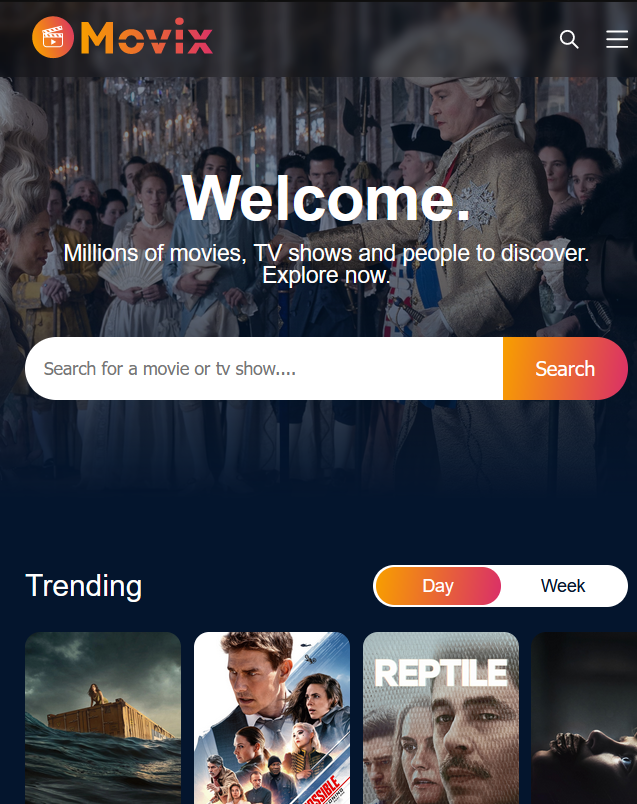 Movix
Welcome.
Millions of movies, TV shows and people to discover.
Explore now.
Search for a movie or tv show....
Search
Trending
Day
Week
REPTILE